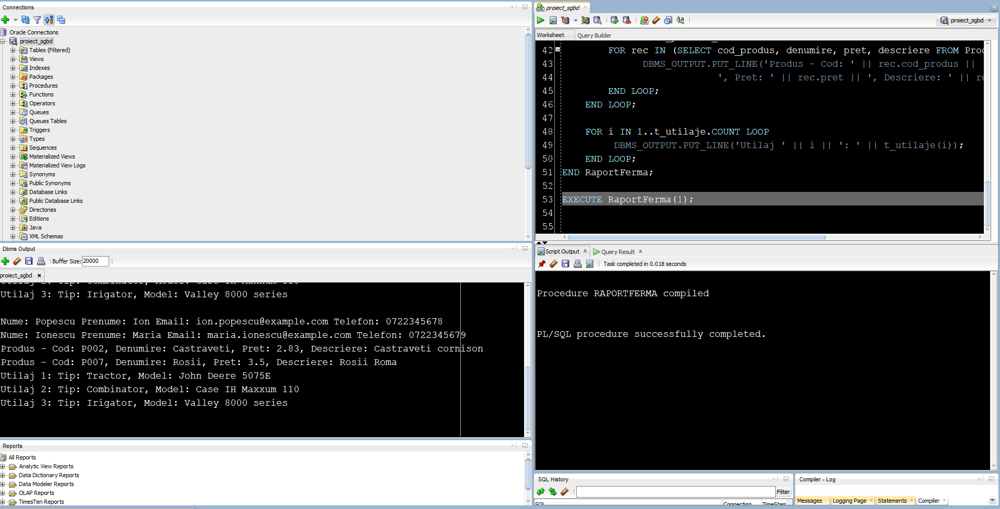 Connections
Oracle Connections
proiect_sgbd
Tables (Filtered)
Views
Indexes
Packages
Procedures
Functions
Operators
Queues
Queues Tables
Triggers
Types
Sequences
Materialized Views
Materialized View Logs
Synonyms
Public Synonyms
Database Links
Public Database Links
Directories
Editions
Java
XML Schemas
Dbms Output
Buffer Size: 20000
proiect_sgbd
Utilaj 3: Tip: Irigator, Model: Valley 8000 series
Nume: Popescu Prenume: Ion Email: ion.popescu@example.com Telefon: 0722345678
Nume: Ionescu Prenume: Maria Email: maria.ionescu@example.com Telefon: 0722345679
Produs - Cod: P002, Denumire: Castraveti, Pret: 2.83, Descriere: Castraveti cornison
Produs - Cod: P007, Denumire: Rosii, Pret: 3.5, Descriere: Rosii Roma
Utilaj 1: Tip: Tractor, Model: John Deere 5075E
Utilaj 2: Tip: Combinator, Model: Case IH Maxxum 110
Utilaj 3: Tip: Irigator, Model: Valley 8000 series
Reports
All Reports
Analytic View Reports
Data Dictionary Reports
Data Modeler Reports
OLAP Reports
TimesTen Reports
proiect_sgbd
proiect_sgbd
Worksheet Query Builder
42 FOR rec IN (SELECT cod_produs, denumire, pret, descriere FROM Prod
43 DBMS_OUTPUT.PUT_LINE('Produs - Cod: ' || rec.cod_produs ||
44 ', Pret: ' || rec.pret || ', Descriere: ' || re
45 END LOOP;
46 END LOOP;
47
48 FOR i IN 1..t_utilaje.COUNT LOOP
49 DBMS_OUTPUT.PUT_LINE('Utilaj ' || i || ': ' || t_utilaje(i));
50 END LOOP;
51 END RaportFerma;
52
53 EXECUTE RaportFerma(1);
54
55
Script Output Query Result
Task completed in 0.018 seconds
Procedure RAPORTFERMA compiled
PL/SQL procedure successfully completed.
SQL History
Filter
SQL Connection TimeStam
Compiler - Log
Messages Logging Page Statements Compiler